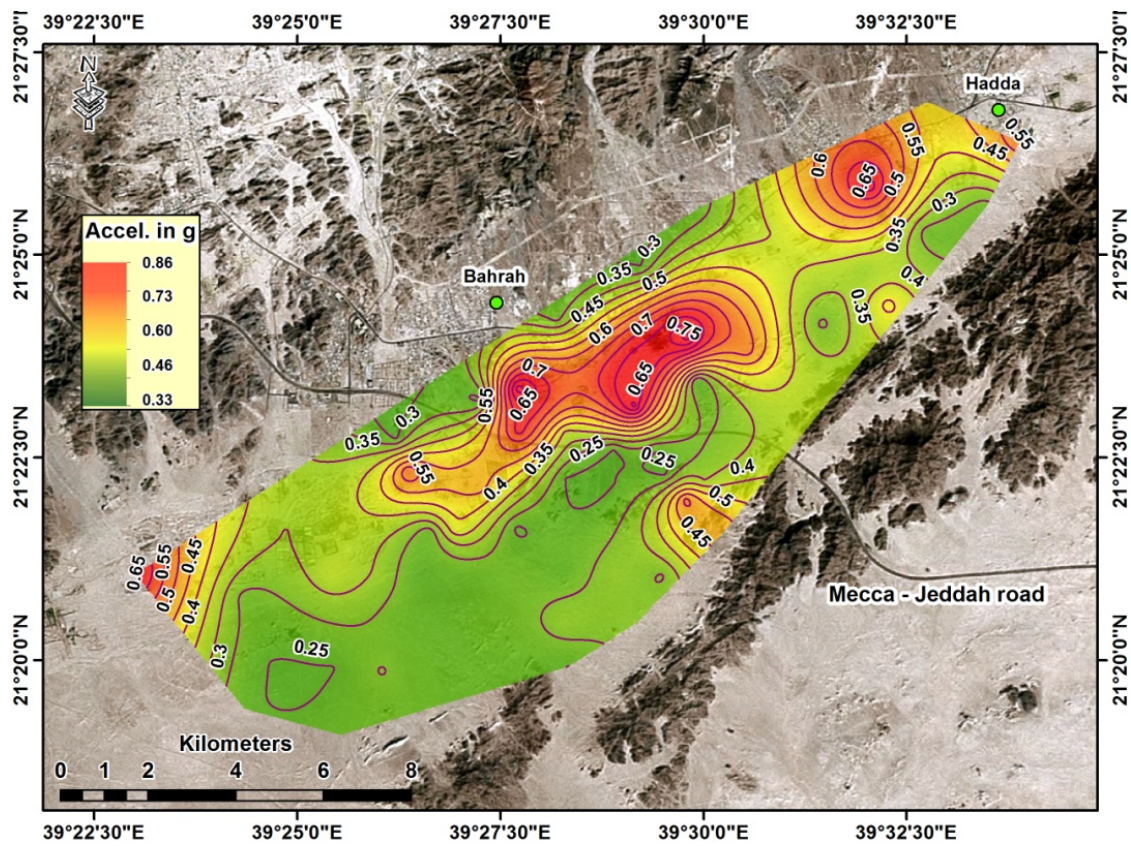 39°22'30"E 39°25'0"E 39°27'30"E 39°30'0"E 39°32'30"E
21°27'30"N
21°27'30"N
N
Hadda
0.55
0.55
0.45
0.6
0.65
0.5
0.3
0.35
21°25'0"N
21°25'0"N
Accel. in g
0.86
0.73
0.60
0.46
0.33
Bahrah
0.3
0.35
0.5
0.45
0.6
0.7
0.75
0.4
0.35
0.7
0.65
0.65
0.55
0.3
0.35
21°22'30"N
21°22'30"N
0.55
0.35
0.25
0.25
0.4
0.4
0.5
0.45
0.65
0.55
0.45
0.5
0.4
0.3
0.25
Mecca - Jeddah road
21°20'0"N
21°20'0"N
Kilometers
0 1 2 4 6 8
39°22'30"E 39°25'0"E 39°27'30"E 39°30'0"E 39°32'30"E